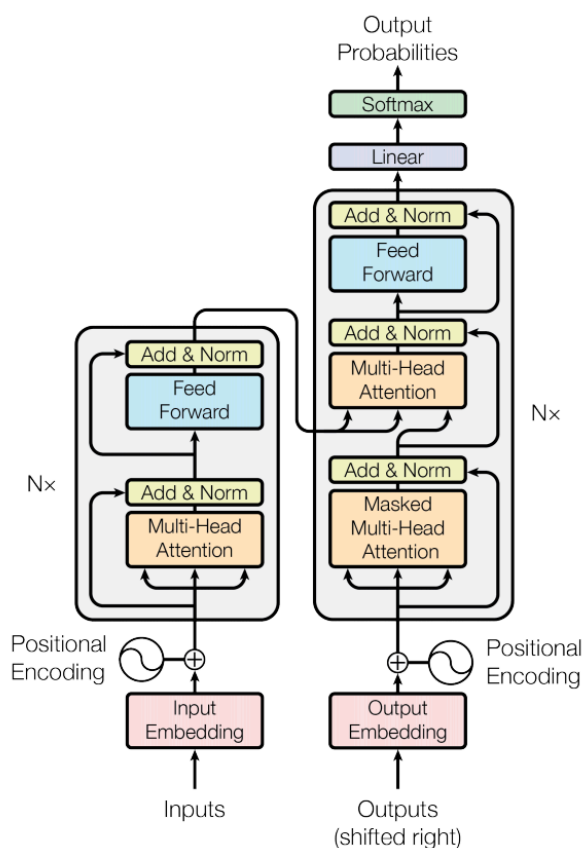 Output
Probabilities
Softmax
Linear
Add & Norm
Feed
Forward
Add & Norm
Multi-Head
Attention
Add & Norm
Masked
Multi-Head
Attention
Nx
Add & Norm
Feed
Forward
Add & Norm
Multi-Head
Attention
Nx
Positional
Encoding
Positional
Encoding
Input
Embedding
Output
Embedding
Inputs
Outputs
(shifted right)